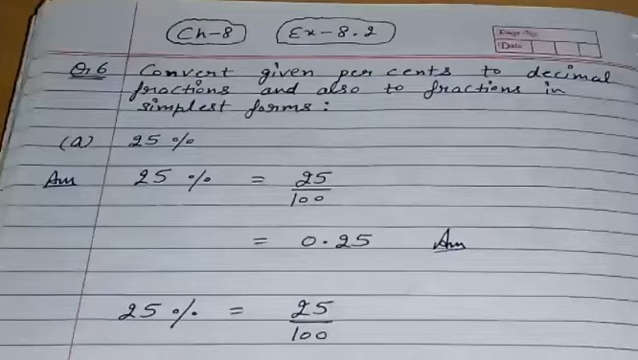 Ch-8 Ex-8.2
Page No.
Date
Q.6 Convert given per cents to decimal
fractions and also to fractions in
simplest forms:
(a) 25 %
Ans 25 % = 25/100
= 0.25 Ans
25 % = 25/100